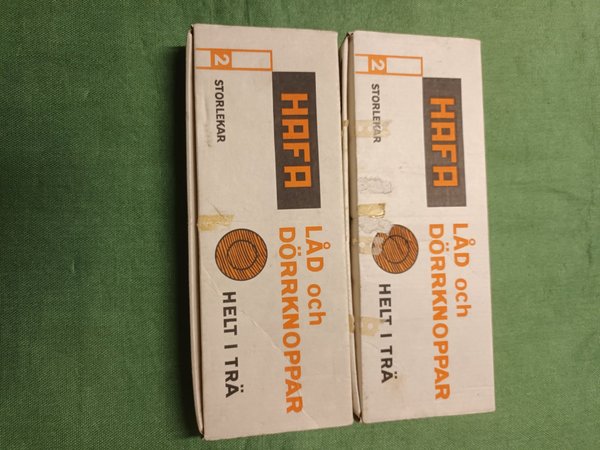 2
STORLEKAR
HAFA
LÅD och
DÖRRKNOPPAR
HELT I TRÄ
2
STORLEKAR
HAFA
LÅD och
DÖRRKNOPPAR
HELT I TRÄ